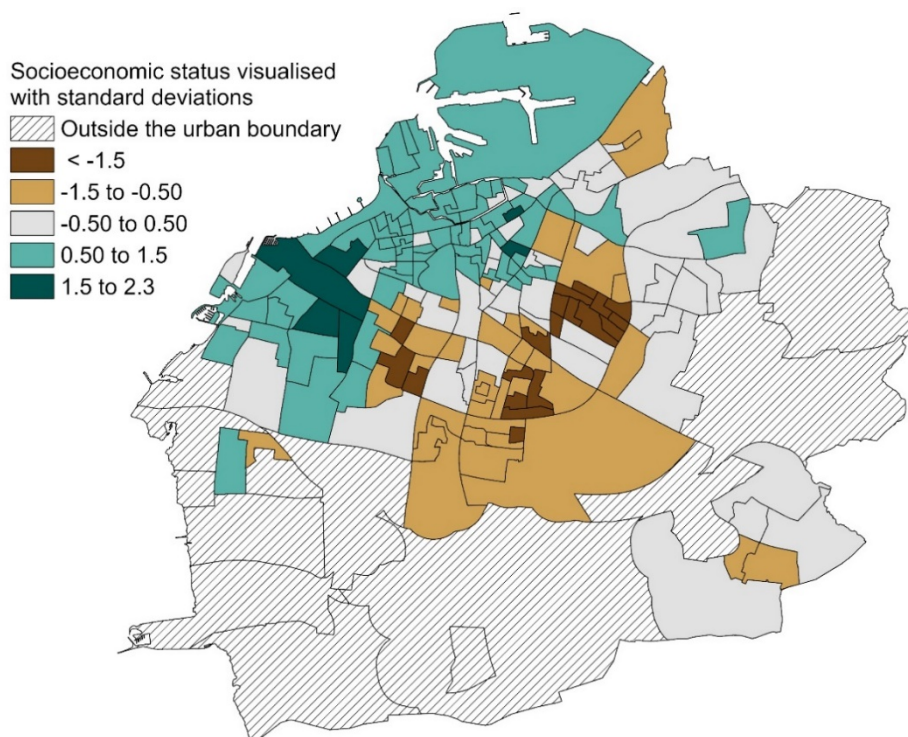 Socioeconomic status visualised
with standard deviations
Outside the urban boundary
< -1.5
-1.5 to -0.50
-0.50 to 0.50
0.50 to 1.5
1.5 to 2.3